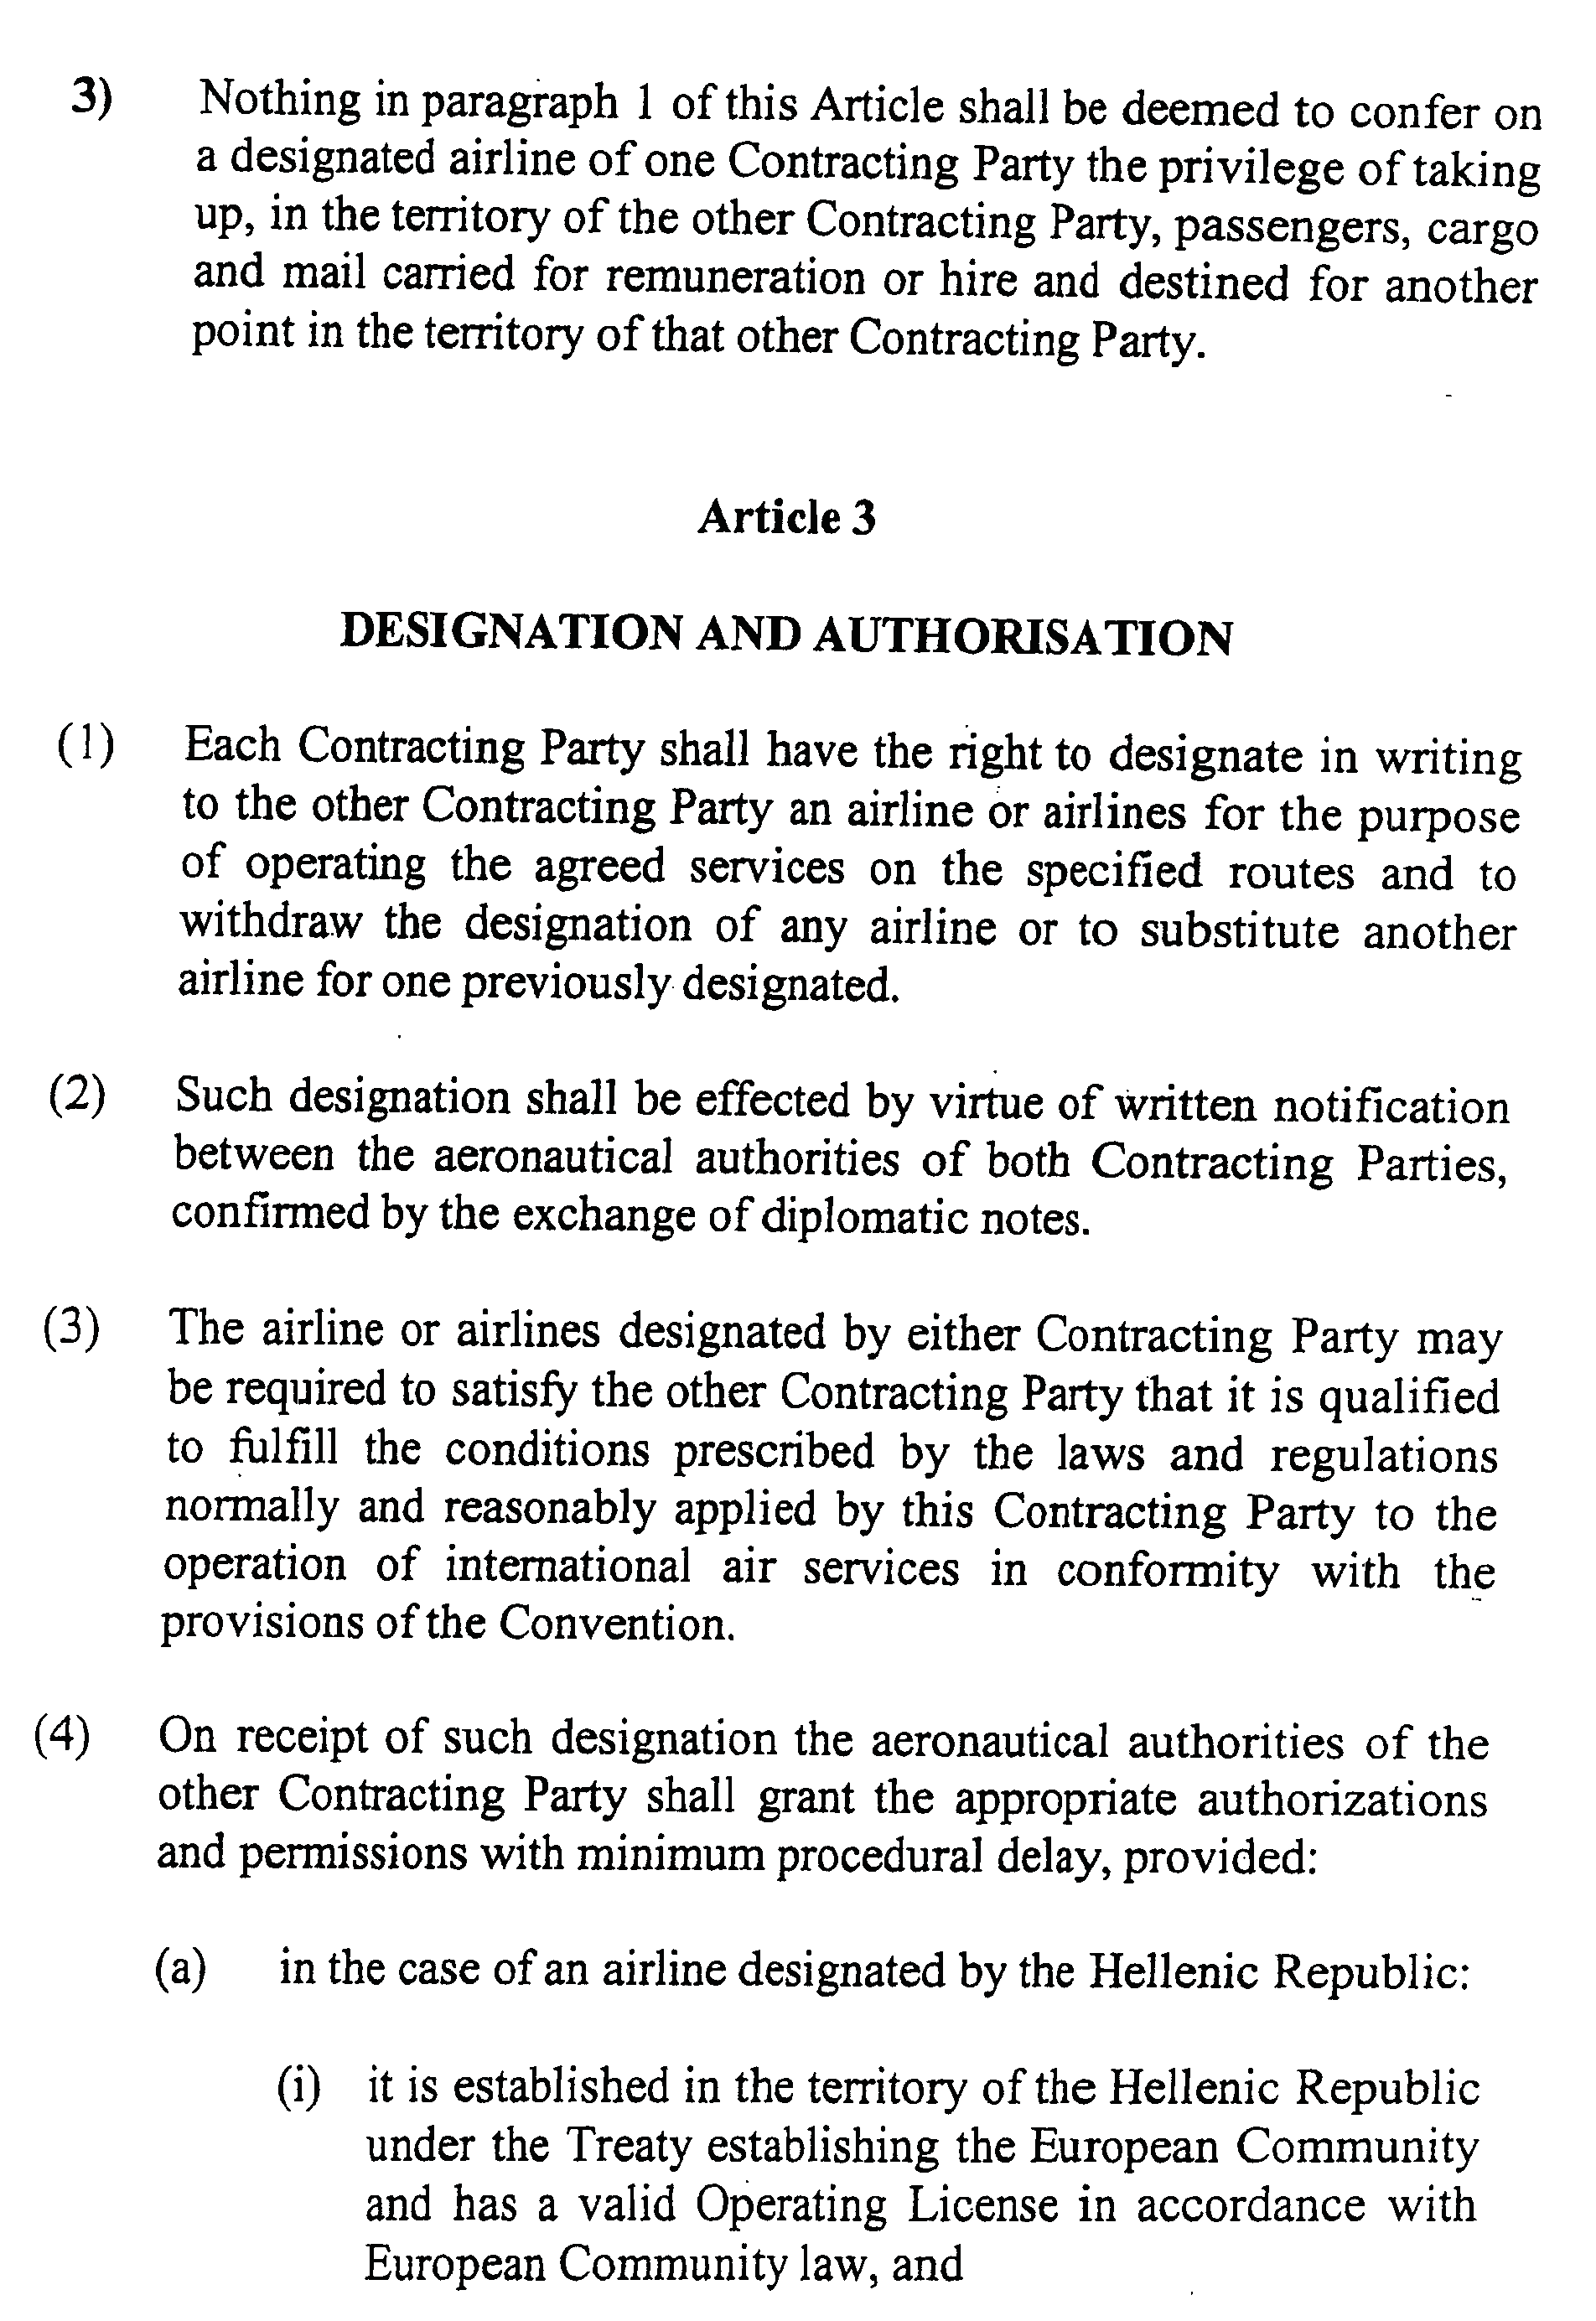 3) Nothing in paragraph 1 of this Article shall be deemed to confer on
a designated airline of one Contracting Party the privilege of taking
up, in the territory of the other Contracting Party, passengers, cargo
and mail carried for remuneration or hire and destined for another
point in the territory of that other Contracting Party.
Article 3
DESIGNATION AND AUTHORISATION
(1) Each Contracting Party shall have the right to designate in writing
to the other Contracting Party an airline or airlines for the purpose
of operating the agreed services on the specified routes and to
withdraw the designation of any airline or to substitute another
airline for one previously designated.
(2) Such designation shall be effected by virtue of written notification
between the aeronautical authorities of both Contracting Parties,
confirmed by the exchange of diplomatic notes.
(3) The airline or airlines designated by either Contracting Party may
be required to satisfy the other Contracting Party that it is qualified
to fulfill the conditions prescribed by the laws and regulations
normally and reasonably applied by this Contracting Party to the
operation of international air services in conformity with the
provisions of the Convention.
(4) On receipt of such designation the aeronautical authorities of the
other Contracting Party shall grant the appropriate authorizations
and permissions with minimum procedural delay, provided:
(a) in the case of an airline designated by the Hellenic Republic:
(i) it is established in the territory of the Hellenic Republic
under the Treaty establishing the European Community
and has a valid Operating License in accordance with
European Community law, and